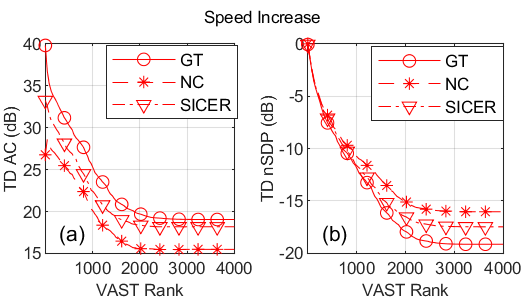 Speed Increase
40
35
30
25
20
15
TD AC (dB)
GT
NC
SICER
(a)
1000 2000 3000 4000
VAST Rank
0
-5
-10
-15
-20
TD nSDP (dB)
GT
NC
SICER
(b)
0 1000 2000 3000 4000
VAST Rank